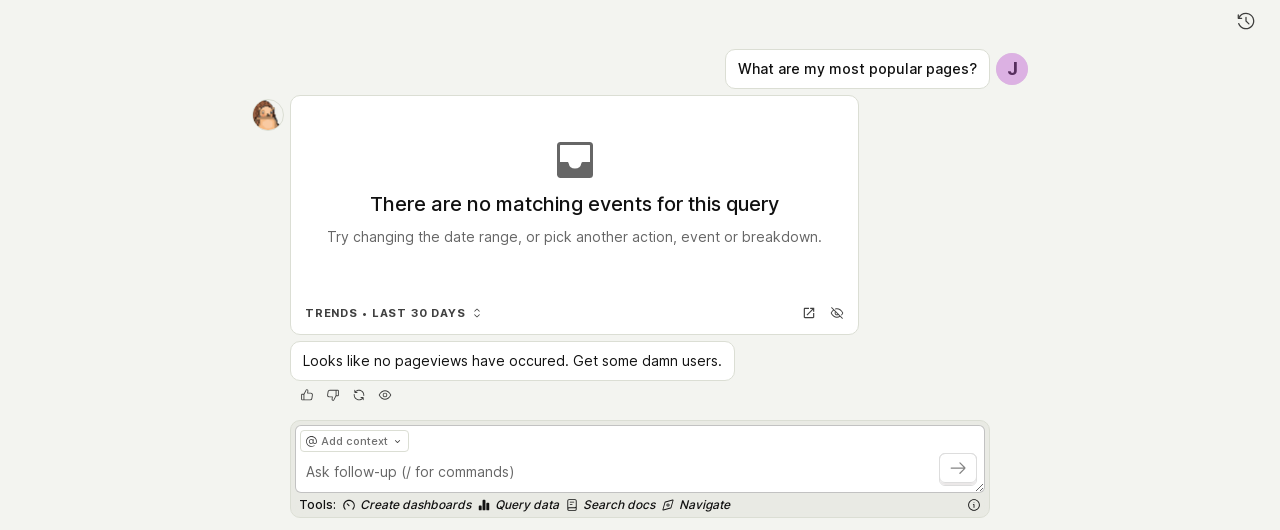 What are my most popular pages?
J
There are no matching events for this query
Try changing the date range, or pick another action, event or breakdown.
TRENDS • LAST 30 DAYS
Looks like no pageviews have occured. Get some damn users.
@ Add context
Ask follow-up (/ for commands)
Tools: Create dashboards Query data Search docs Navigate